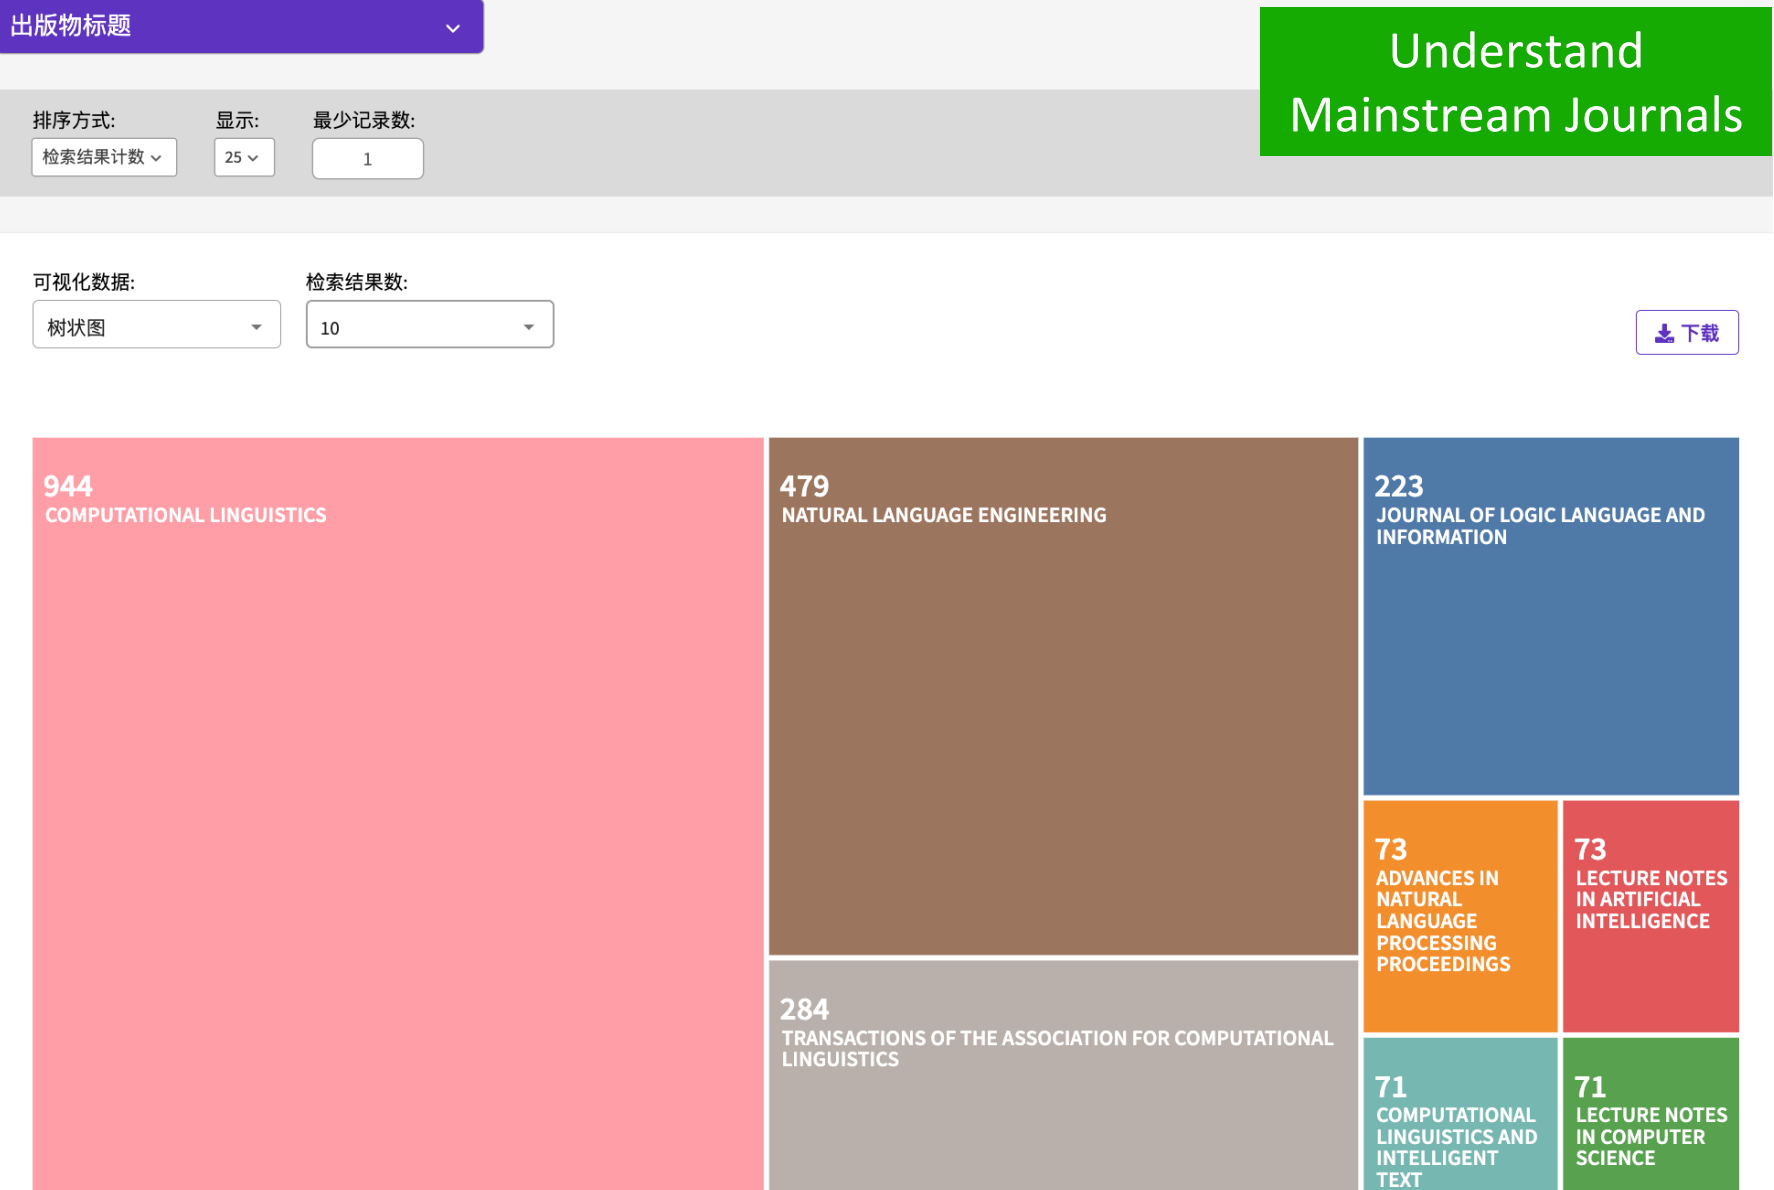 出版物标题
Understand
Mainstream Journals
排序方式:
显示:
最少记录数:
检索结果计数
25
1
可视化数据:
检索结果数:
树状图
10
下载
944
COMPUTATIONAL LINGUISTICS
479
NATURAL LANGUAGE ENGINEERING
223
JOURNAL OF LOGIC LANGUAGE AND
INFORMATION
73
ADVANCES IN
NATURAL
LANGUAGE
PROCESSING
PROCEEDINGS
73
LECTURE NOTES
IN ARTIFICIAL
INTELLIGENCE
284
TRANSACTIONS OF THE ASSOCIATION FOR COMPUTATIONAL
LINGUISTICS
71
COMPUTATIONAL
LINGUISTICS AND
INTELLIGENT
TEXT
71
LECTURE NOTES
IN COMPUTER
SCIENCE